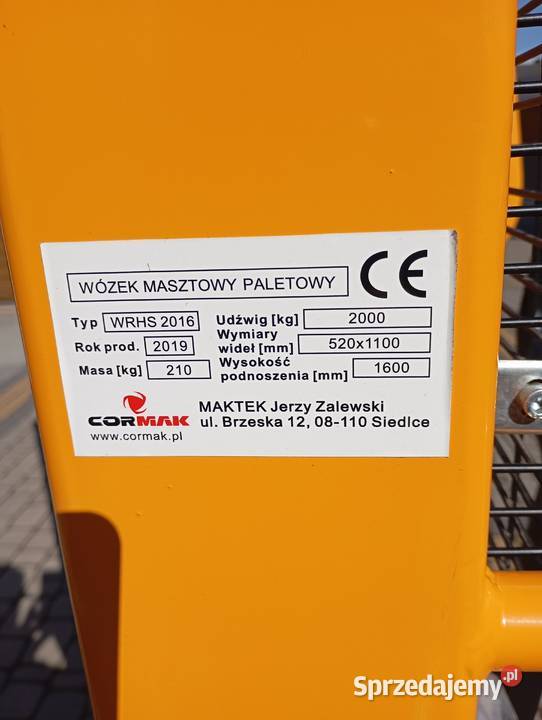 WÓZEK MASZTOWY PALETOWY CE
Typ WRHS 2016
Rok prod. 2019
Masa [kg] 210
Udźwig [kg] 2000
Wymiary
wideł [mm] 520x1100
Wysokość
podnoszenia [mm] 1600
CORMAK
www.cormak.pl
MAKTEK Jerzy Zalewski
ul. Brzeska 12, 08-110 Siedlce
Sprzedajemy.pl